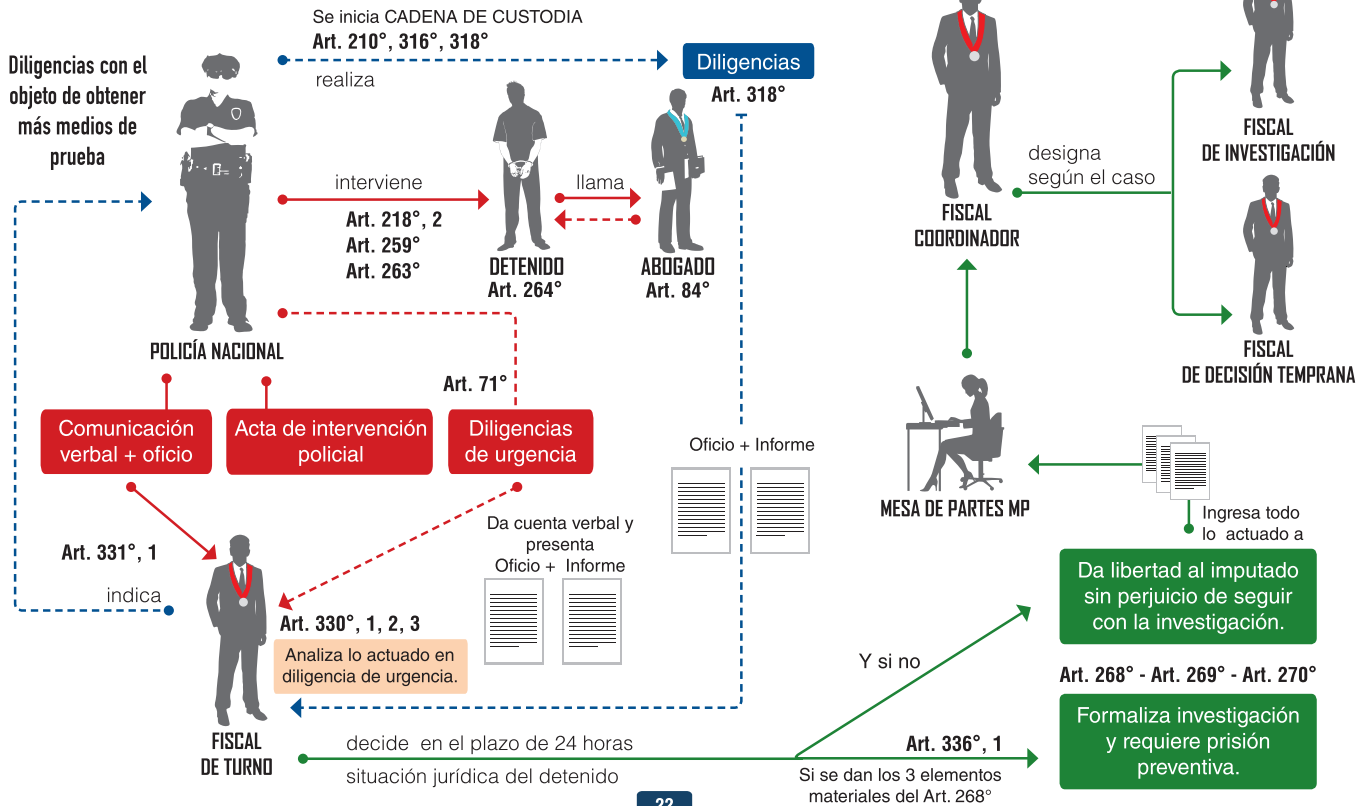 Se inicia CADENA DE CUSTODIA
Art. 210°, 316°, 318°
realiza
Diligencias con el
objeto de obtener
más medios de
prueba
Diligencias
Art. 318°
interviene
Art. 218°, 2
Art. 259°
Art. 263°
llama
DETENIDO
Art. 264°
ABOGADO
Art. 84°
POLICÍA NACIONAL
Art. 71°
Comunicación
verbal + oficio
Acta de intervención
policial
Diligencias
de urgencia
Art. 331°, 1
indica
Da cuenta verbal y
presenta
Oficio + Informe
Oficio + Informe
Art. 330°, 1, 2, 3
Analiza lo actuado en
diligencia de urgencia.
FISCAL
DE TURNO
decide en el plazo de 24 horas
situación jurídica del detenido
Y si no
Art. 336°, 1
Si se dan los 3 elementos
materiales del Art. 268°
Da libertad al imputado
sin perjuicio de seguir
con la investigación.
Art. 268° - Art. 269° - Art. 270°
Formaliza investigación
y requiere prisión
preventiva.
Ingresa todo
lo actuado a
MESA DE PARTES MP
FISCAL
COORDINADOR
designa
según el caso
FISCAL
DE INVESTIGACIÓN
FISCAL
DE DECISIÓN TEMPRANA
22